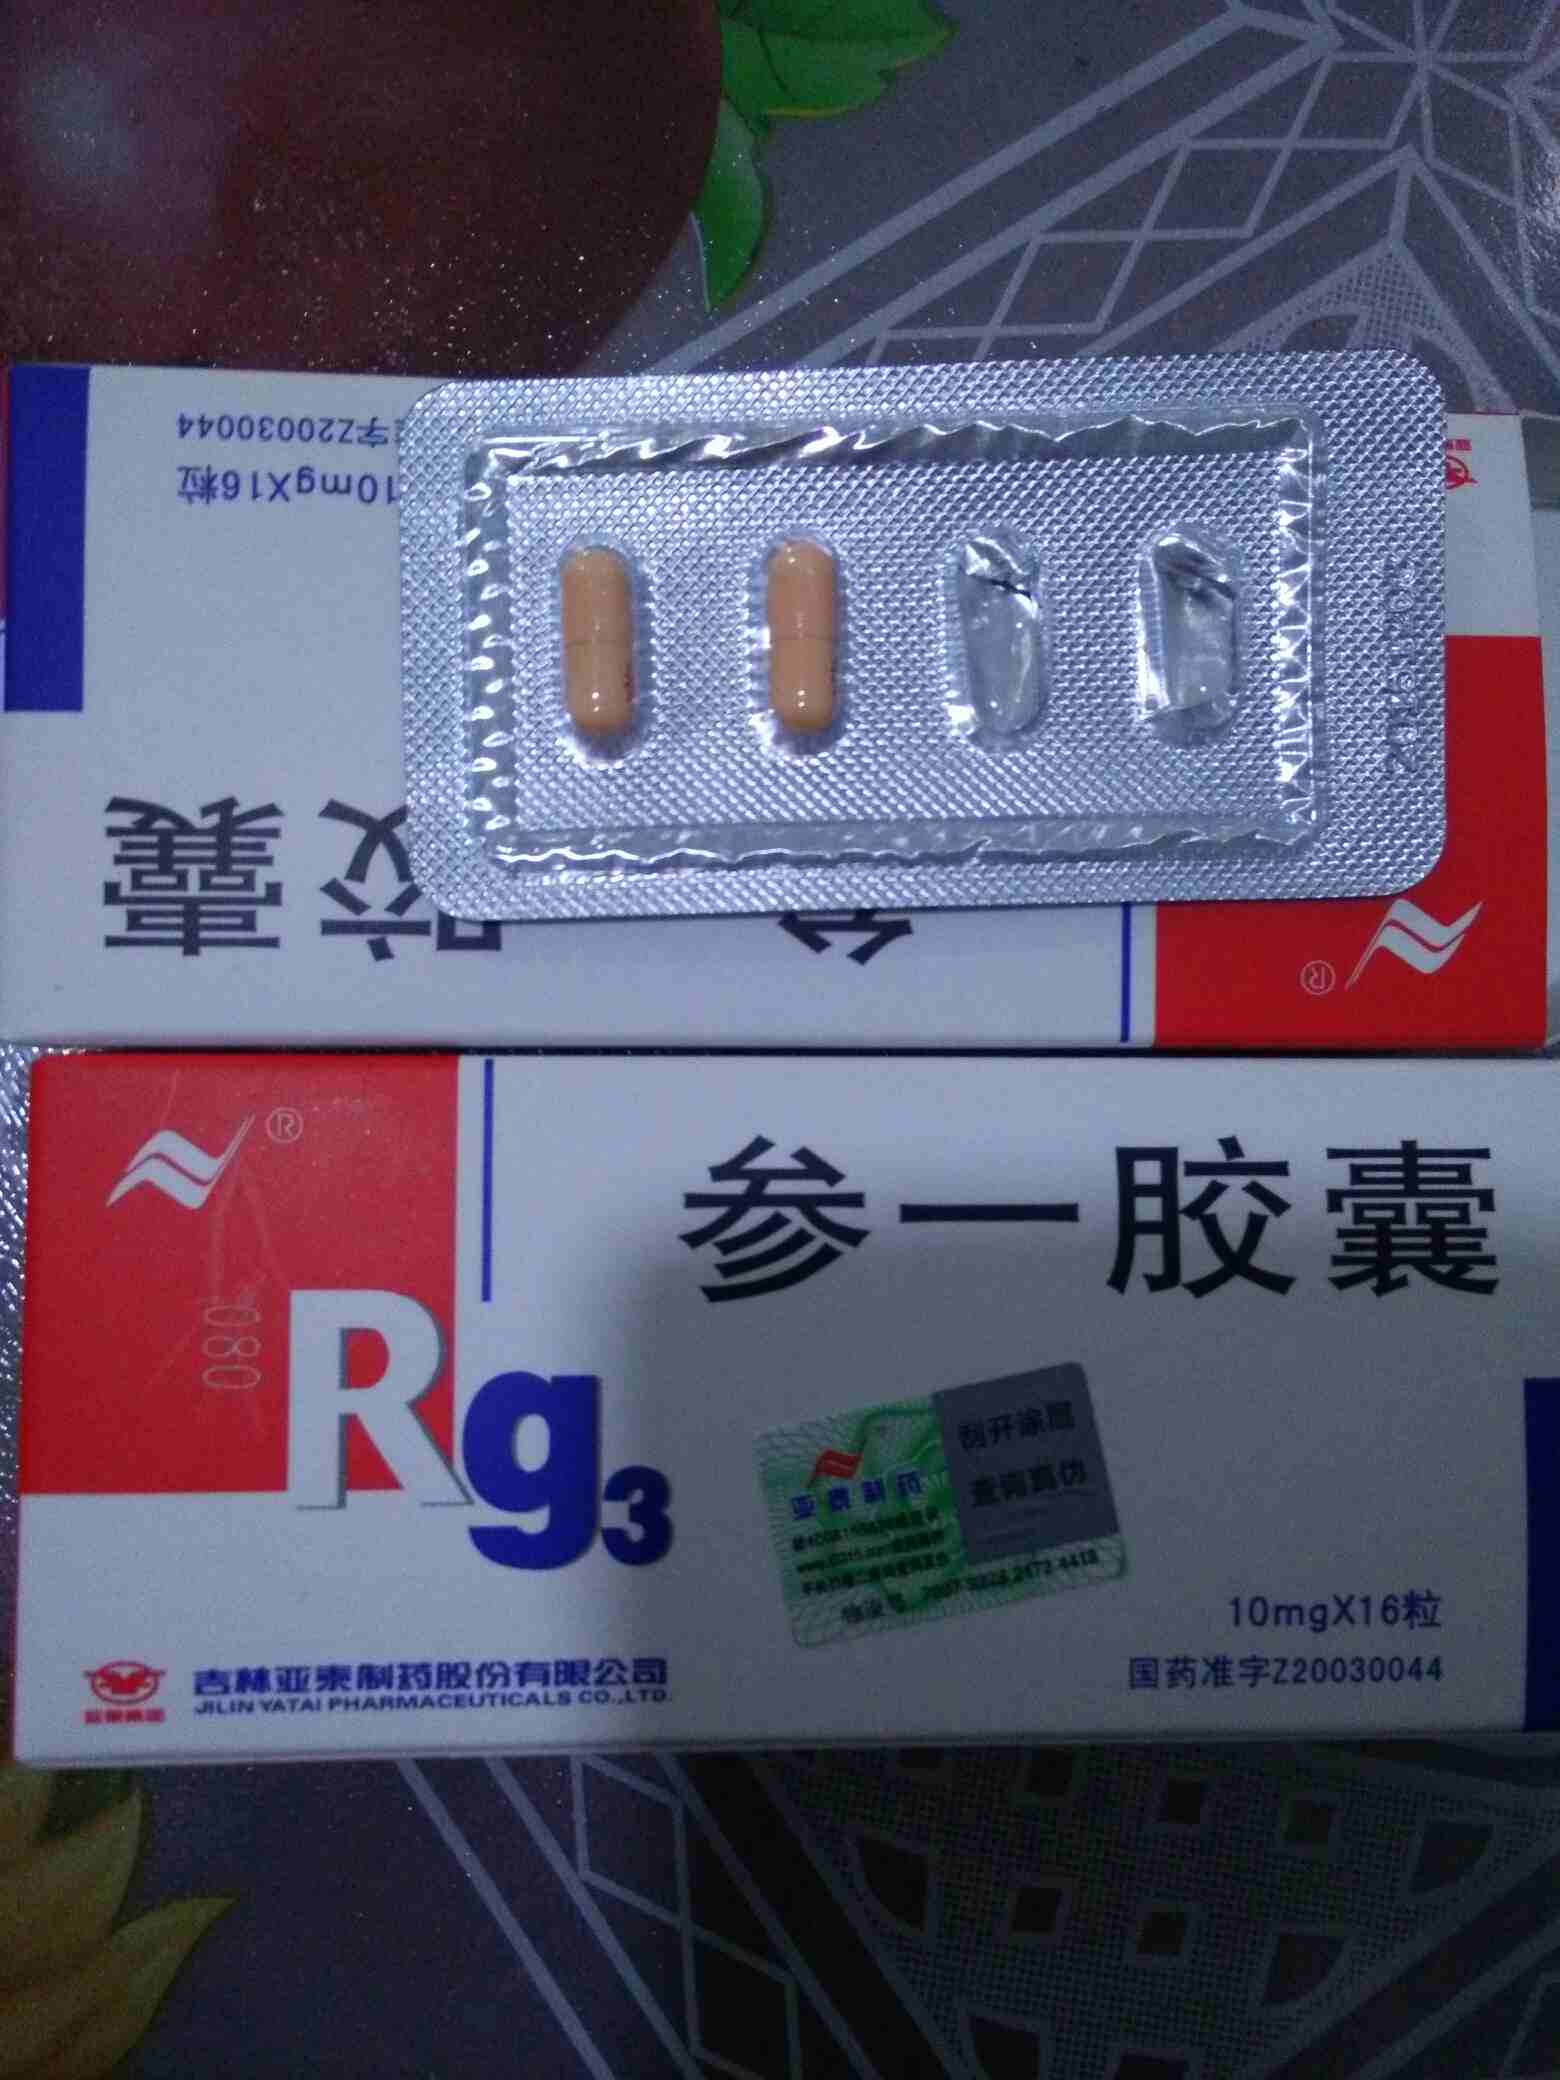 字Z20030044
10mgX16粒
胶囊
®
®
参一胶囊
080
Rg3
亚泰制药
刮开涂层
查询真伪
10mgX16粒
国药准字Z20030044
吉林亚泰制药股份有限公司
JILIN YATAI PHARMACEUTICALS CO.,LTD.
亚泰集团